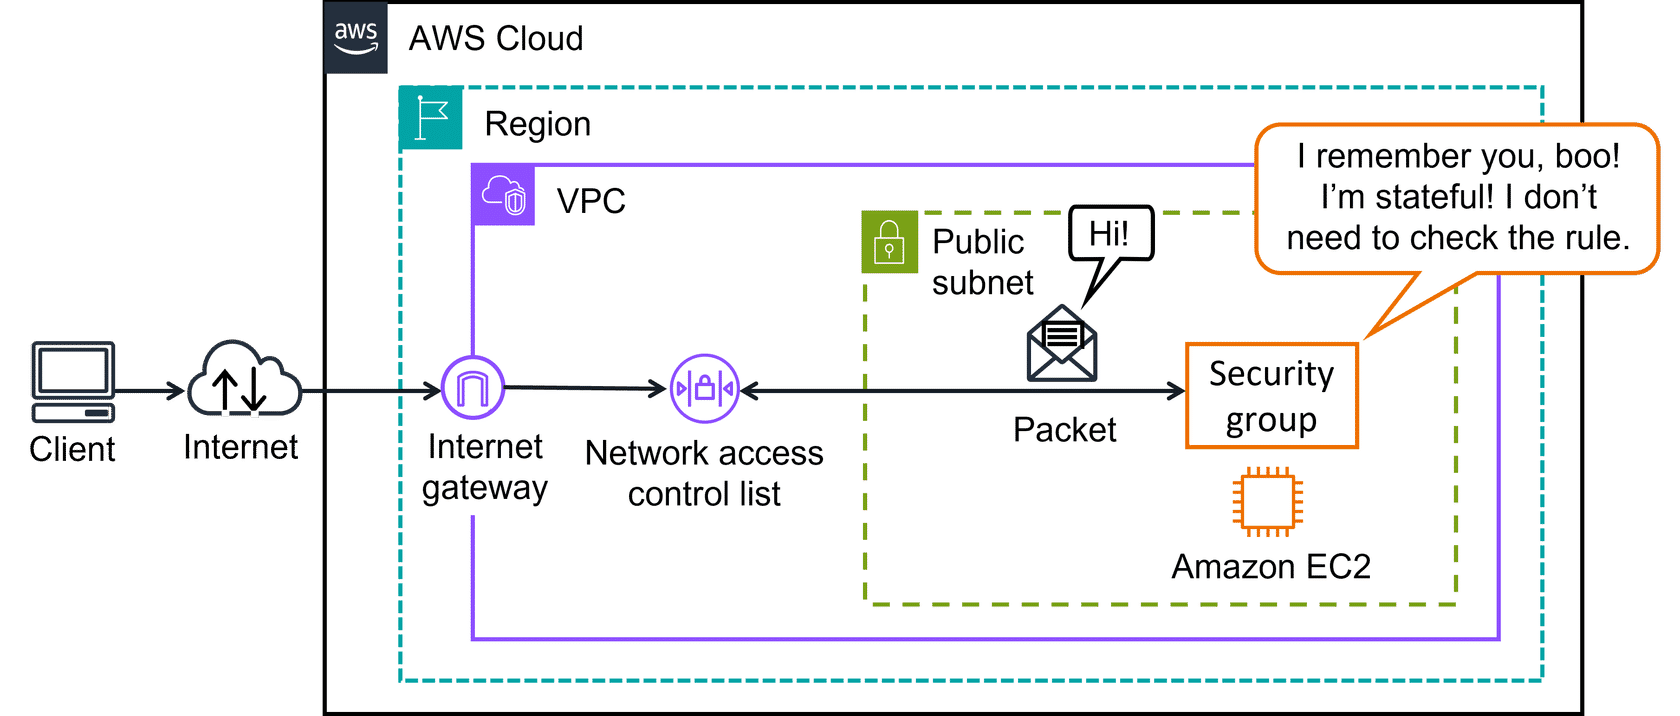 aws
AWS Cloud
Region
VPC
Public
subnet
Hi!
I remember you, boo!
I’m stateful! I don’t
need to check the rule.
Client
Internet
Internet
gateway
Network access
control list
Packet
Security
group
Amazon EC2